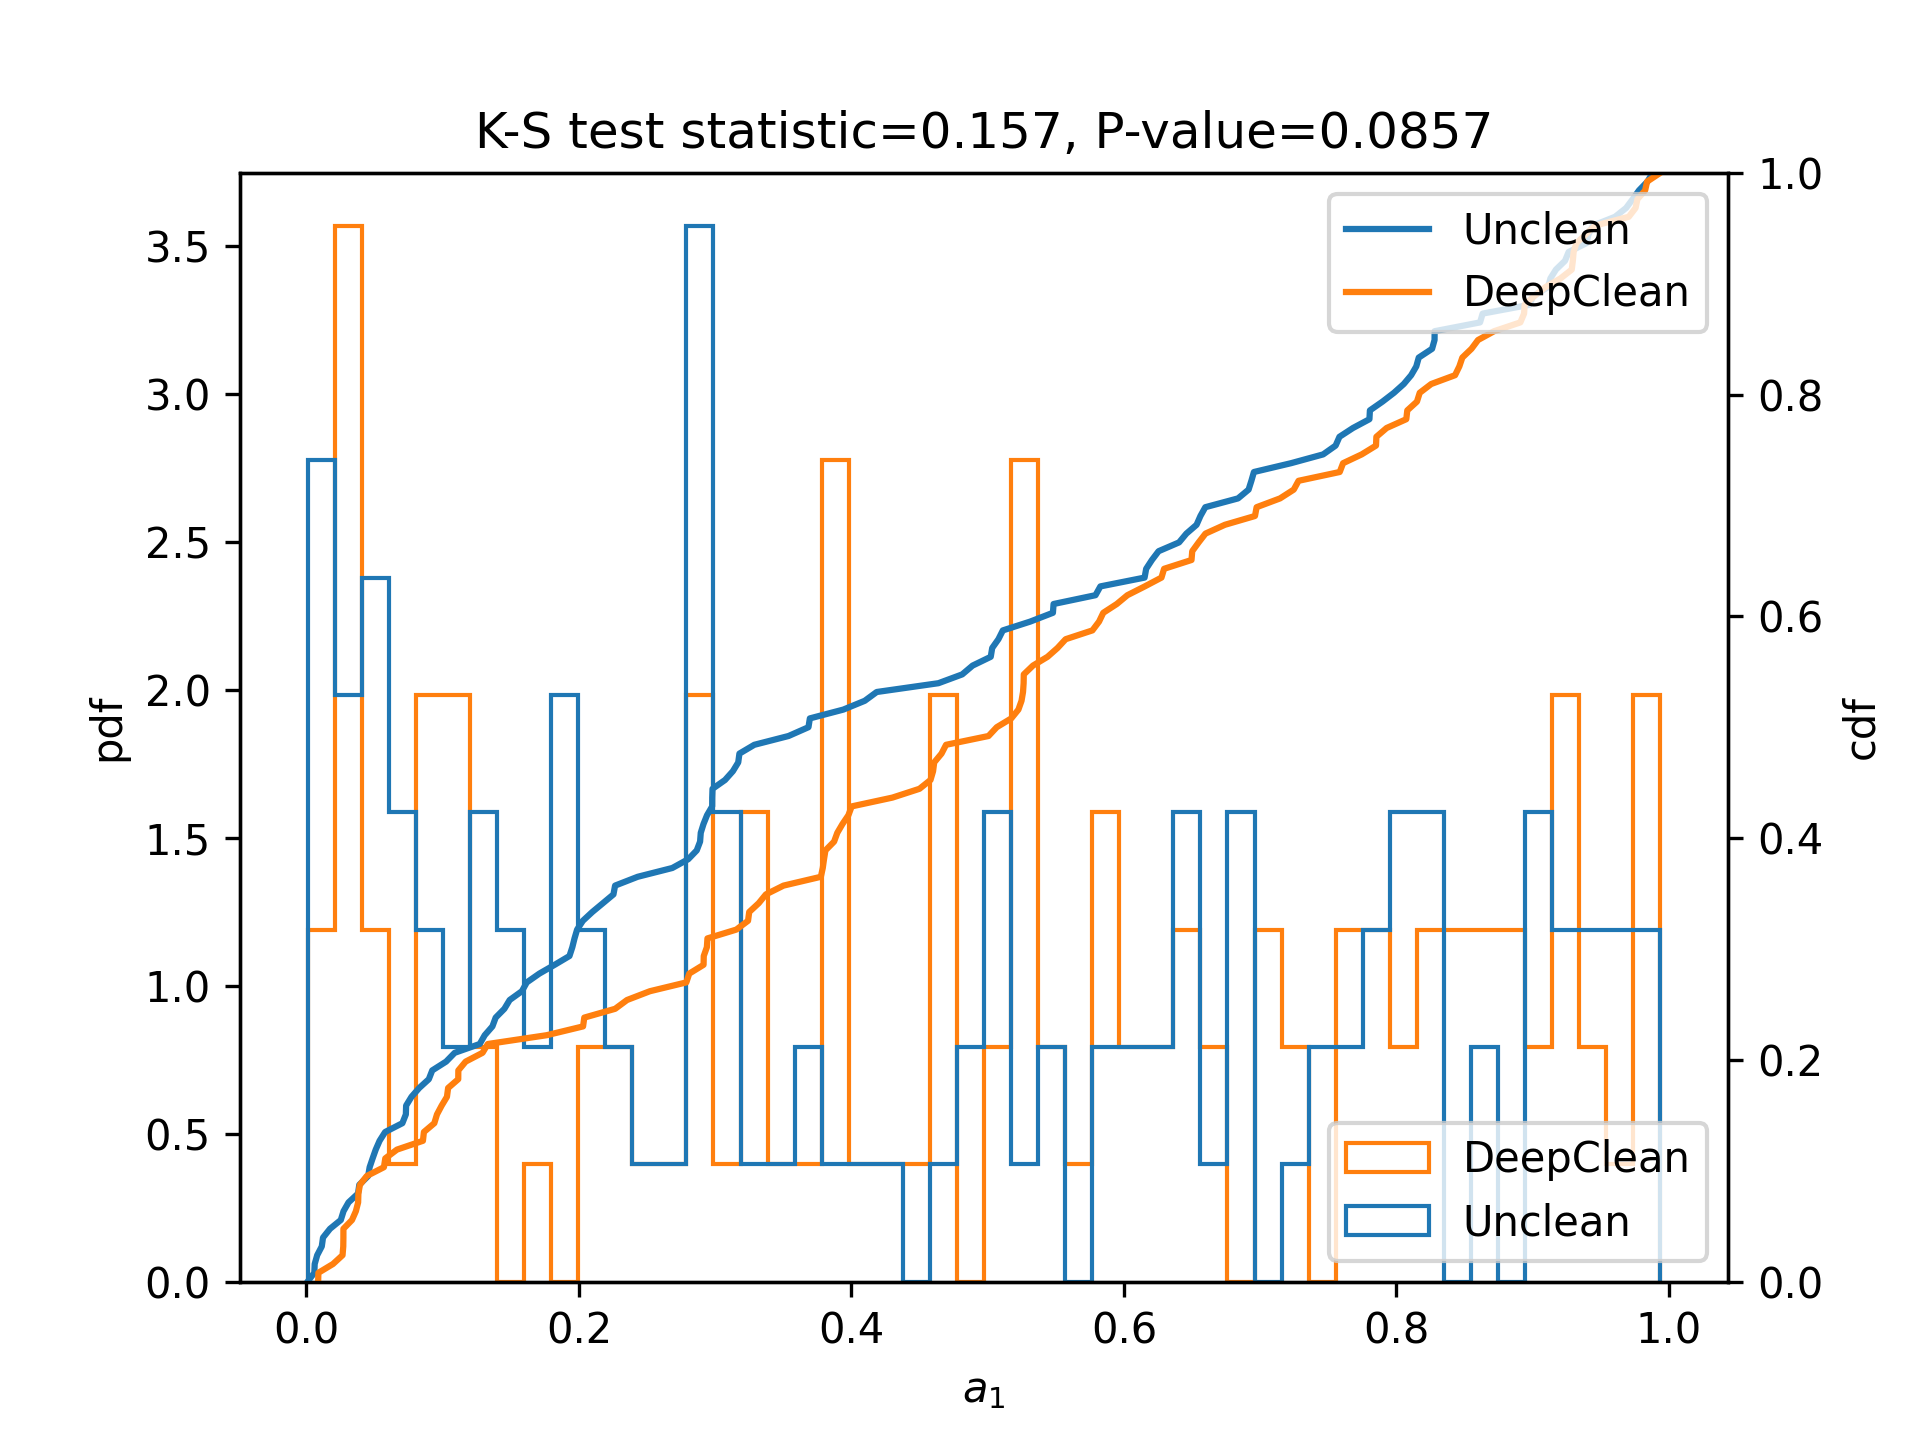 K-S test statistic=0.157, P-value=0.0857
3.5
3.0
2.5
2.0
1.5
1.0
0.5
0.0
pdf
1.0
0.8
0.6
0.4
0.2
0.0
cdf
Unclean
DeepClean
DeepClean
Unclean
0.0 0.2 0.4 0.6 0.8 1.0
a₁